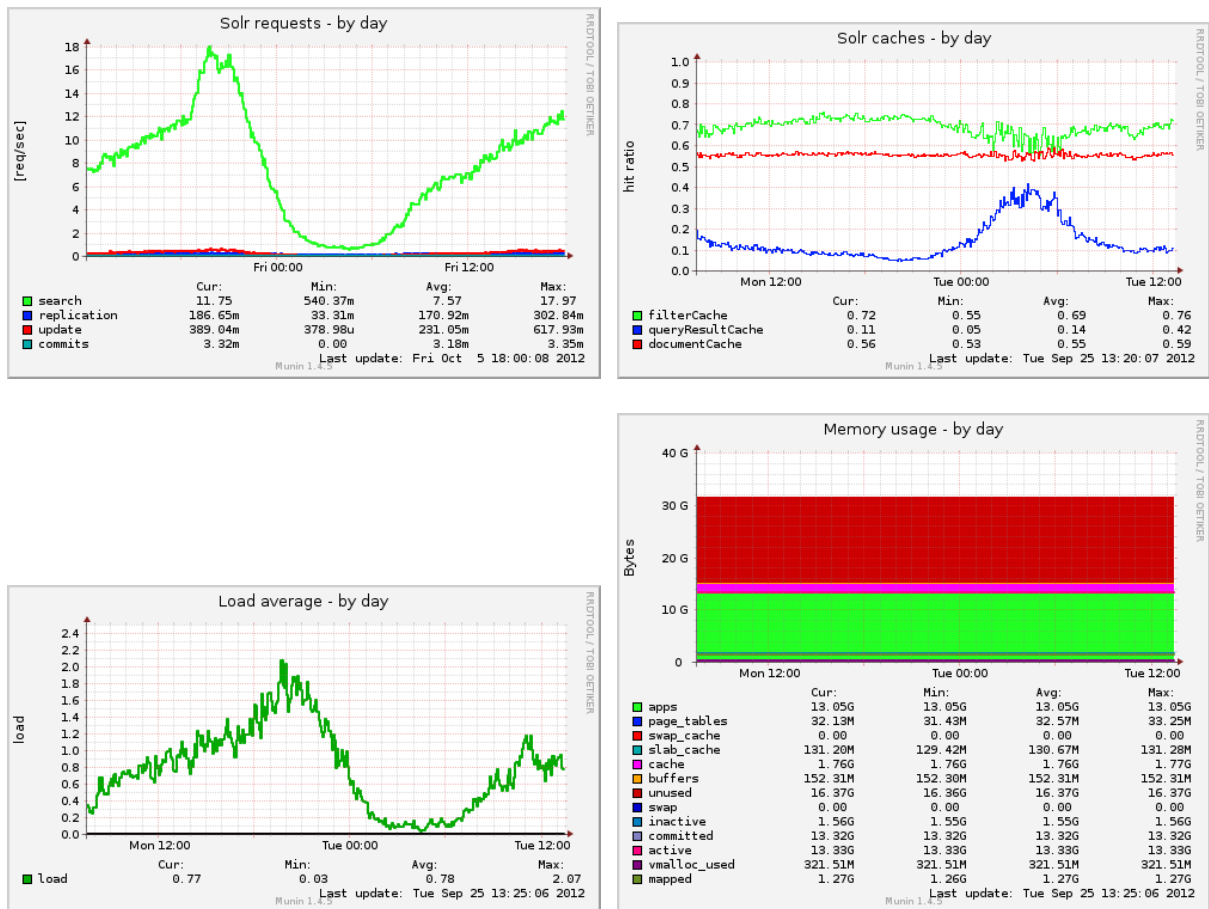 Solr requests - by day
RRDTOOL / TOBI OETIKER
[req/sec]
18
16
14
12
10
8
6
4
2
0
Fri 00:00 Fri 12:00
Cur: Min: Avg: Max:
search 11.75 540.37m 7.57 17.97
replication 186.65m 33.31m 170.92m 302.84m
update 389.04m 378.98u 231.05m 617.93m
commits 3.32m 0.00 3.18m 3.35m
Last update: Fri Oct 5 18:00:08 2012
Munin 1.4.5
Solr caches - by day
RRDTOOL / TOBI OETIKER
hit ratio
1.0
0.9
0.8
0.7
0.6
0.5
0.4
0.3
0.2
0.1
0.0
Mon 12:00 Tue 00:00 Tue 12:00
Cur: Min: Avg: Max:
filterCache 0.72 0.55 0.69 0.76
queryResultCache 0.11 0.05 0.14 0.42
documentCache 0.56 0.53 0.55 0.59
Last update: Tue Sep 25 13:20:07 2012
Munin 1.4.5
Load average - by day
RRDTOOL / TOBI OETIKER
load
2.4
2.2
2.0
1.8
1.6
1.4
1.2
1.0
0.8
0.6
0.4
0.2
0.0
Mon 12:00 Tue 00:00 Tue 12:00
Cur: Min: Avg: Max:
load 0.77 0.03 0.78 2.07
Last update: Tue Sep 25 13:25:06 2012
Munin 1.4.5
Memory usage - by day
RRDTOOL / TOBI OETIKER
Bytes
40 G
30 G
20 G
10 G
0
Mon 12:00 Tue 00:00 Tue 12:00
Cur: Min: Avg: Max:
apps 13.05G 13.05G 13.05G 13.05G
page_tables 32.13M 31.43M 32.57M 33.25M
swap_cache 0.00 0.00 0.00 0.00
slab_cache 131.20M 129.42M 130.67M 131.28M
cache 1.76G 1.76G 1.76G 1.77G
buffers 152.31M 152.30M 152.31M 152.31M
unused 16.37G 16.36G 16.37G 16.37G
swap 0.00 0.00 0.00 0.00
inactive 1.56G 1.55G 1.55G 1.56G
committed 13.32G 13.32G 13.32G 13.32G
active 13.33G 13.33G 13.33G 13.33G
vmalloc_used 321.51M 321.51M 321.51M 321.51M
mapped 1.27G 1.26G 1.27G 1.27G
Last update: Tue Sep 25 13:25:06 2012
Munin 1.4.5